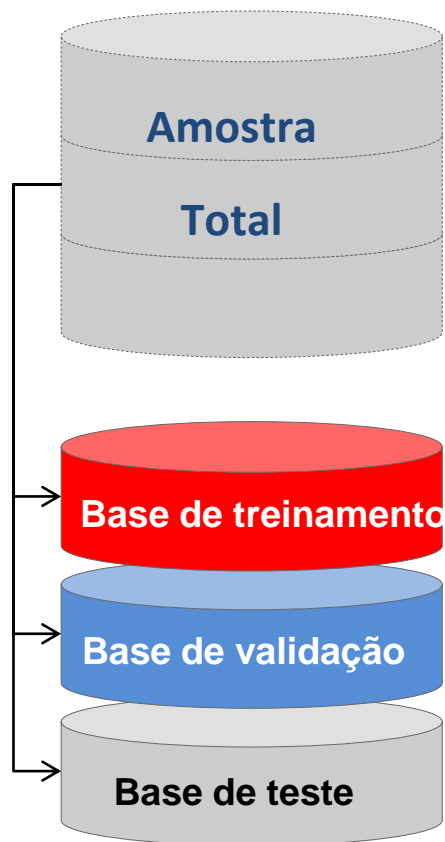 Amostra
Total
Base de treinamento
Base de validação
Base de teste